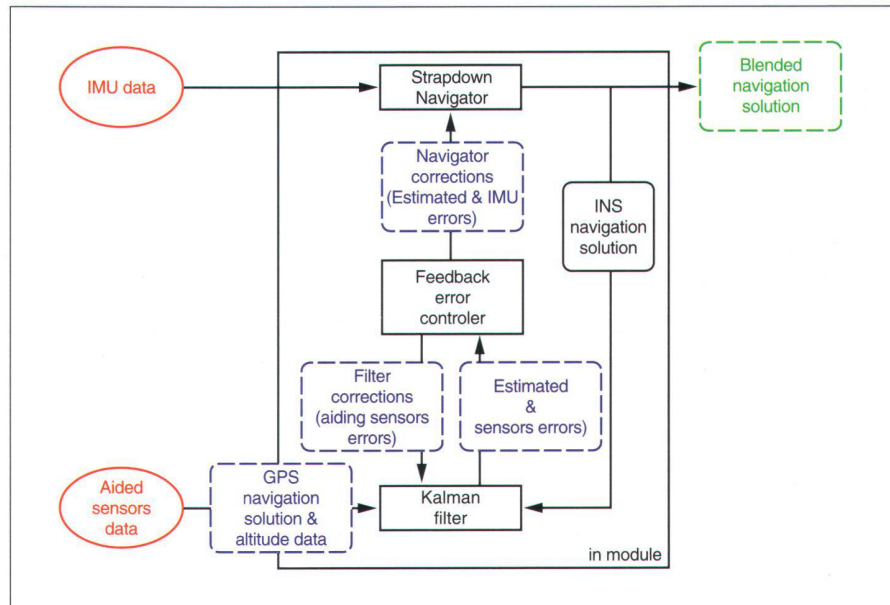 IMU data
Strapdown
Navigator
Blended
navigation
solution
Navigator
corrections
(Estimated & IMU
errors)
INS
navigation
solution
Feedback
error
controler
Filter
corrections
(aiding sensors
errors)
Estimated
&
sensors errors)
Aided
sensors
data
GPS
navigation
solution &
altitude data
Kalman
filter
in module